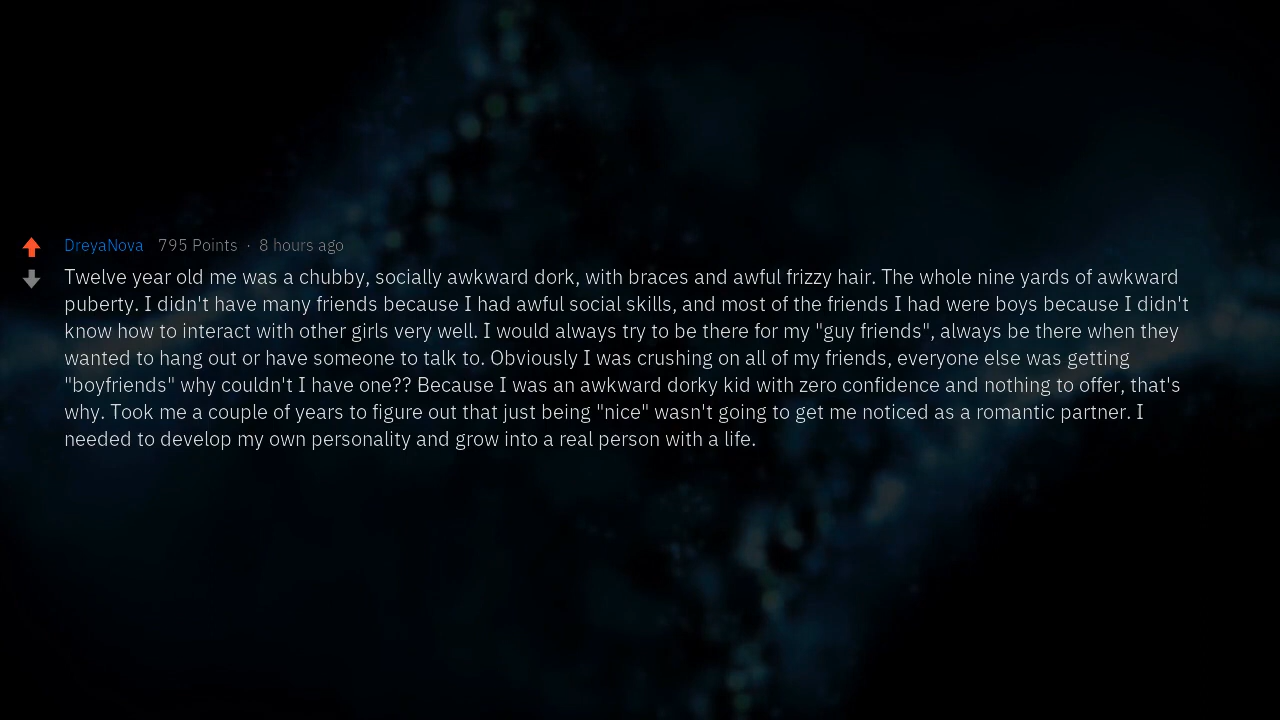 DreyaNova 795 Points · 8 hours ago
Twelve year old me was a chubby, socially awkward dork, with braces and awful frizzy hair. The whole nine yards of awkward
puberty. I didn't have many friends because I had awful social skills, and most of the friends I had were boys because I didn't
know how to interact with other girls very well. I would always try to be there for my "guy friends", always be there when they
wanted to hang out or have someone to talk to. Obviously I was crushing on all of my friends, everyone else was getting
"boyfriends" why couldn't I have one?? Because I was an awkward dorky kid with zero confidence and nothing to offer, that's
why. Took me a couple of years to figure out that just being "nice" wasn't going to get me noticed as a romantic partner. I
needed to develop my own personality and grow into a real person with a life.